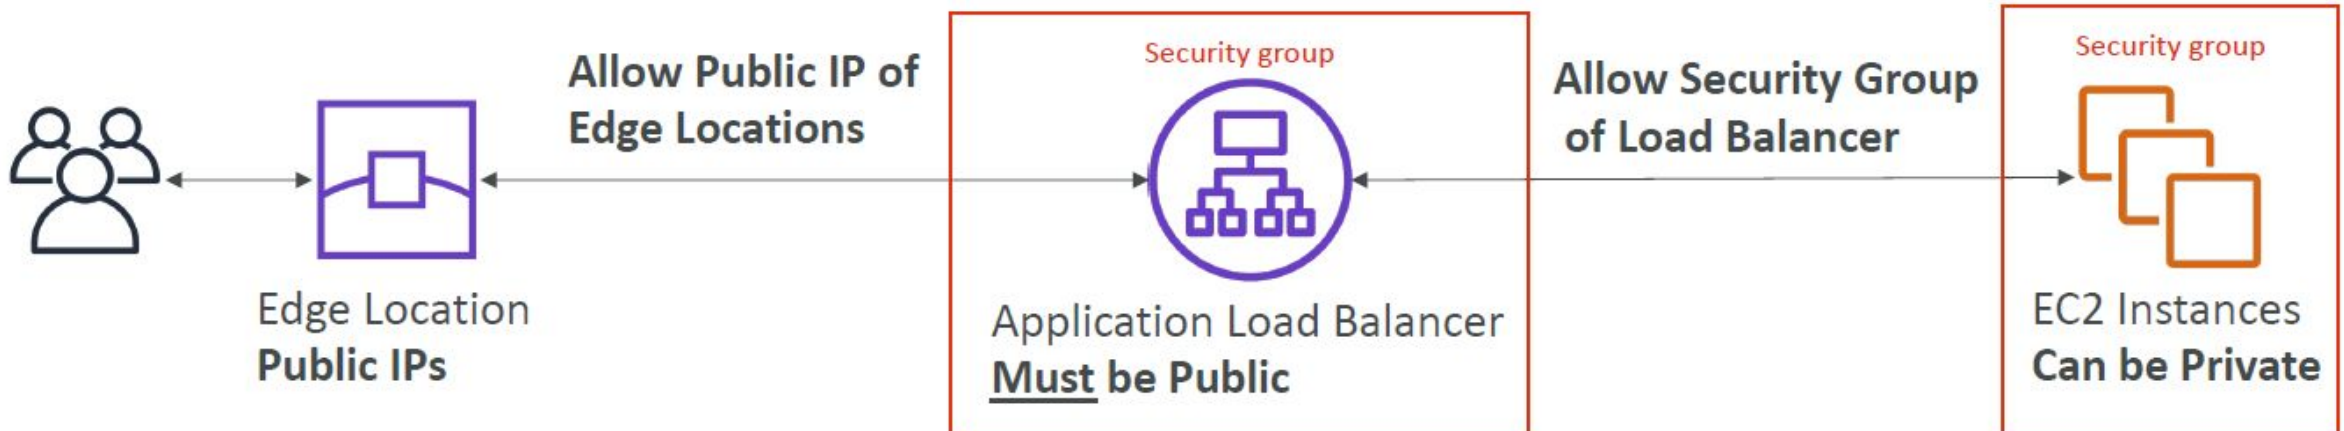 Allow Public IP of
Edge Locations
Security group
Allow Security Group
of Load Balancer
Security group
Edge Location
Public IPs
Application Load Balancer
Must be Public
EC2 Instances
Can be Private